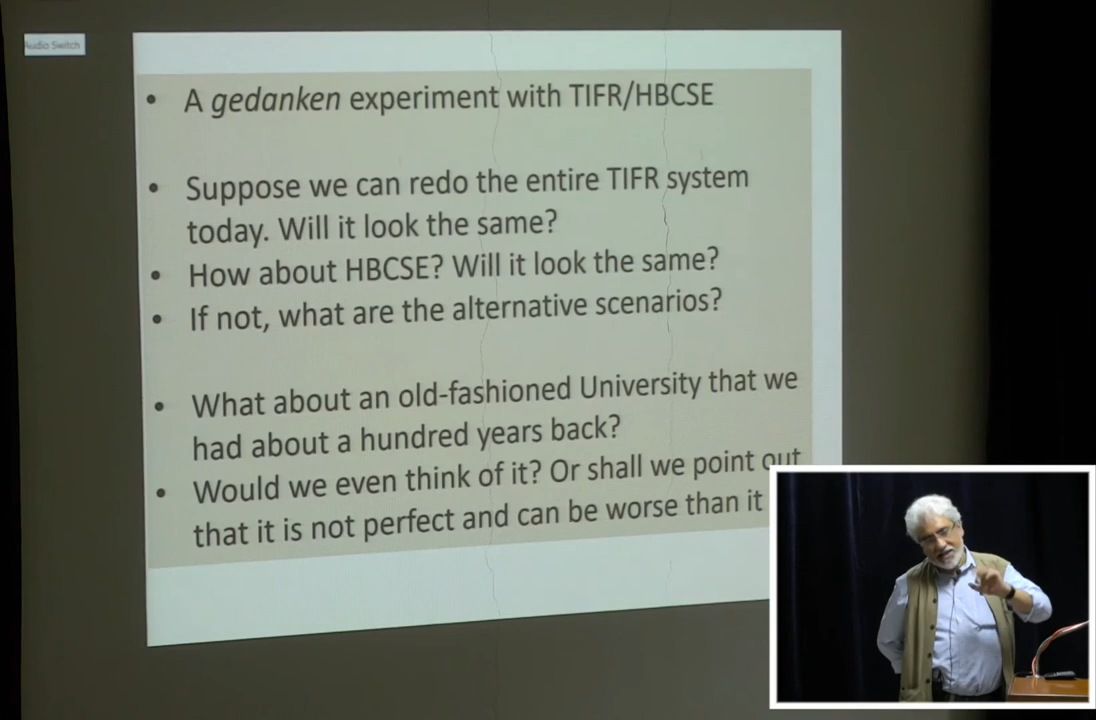 Audio Switch
• A gedanken experiment with TIFR/HBCSE
• Suppose we can redo the entire TIFR system
today. Will it look the same?
• How about HBCSE? Will it look the same?
• If not, what are the alternative scenarios?
• What about an old-fashioned University that we
had about a hundred years back?
• Would we even think of it? Or shall we point out
that it is not perfect and can be worse than it